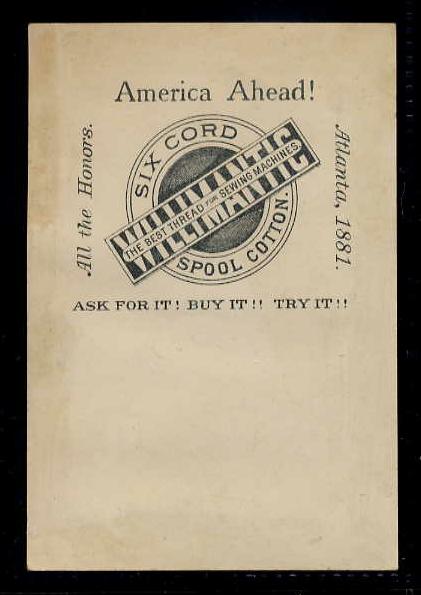 America Ahead!
All the Honors.
Atlanta, 1881.
SIX CORD
WILLIMANTIC
THE BEST THREAD FOR SEWING MACHINES.
SPOOL COTTON.
ASK FOR IT! BUY IT!! TRY IT!!